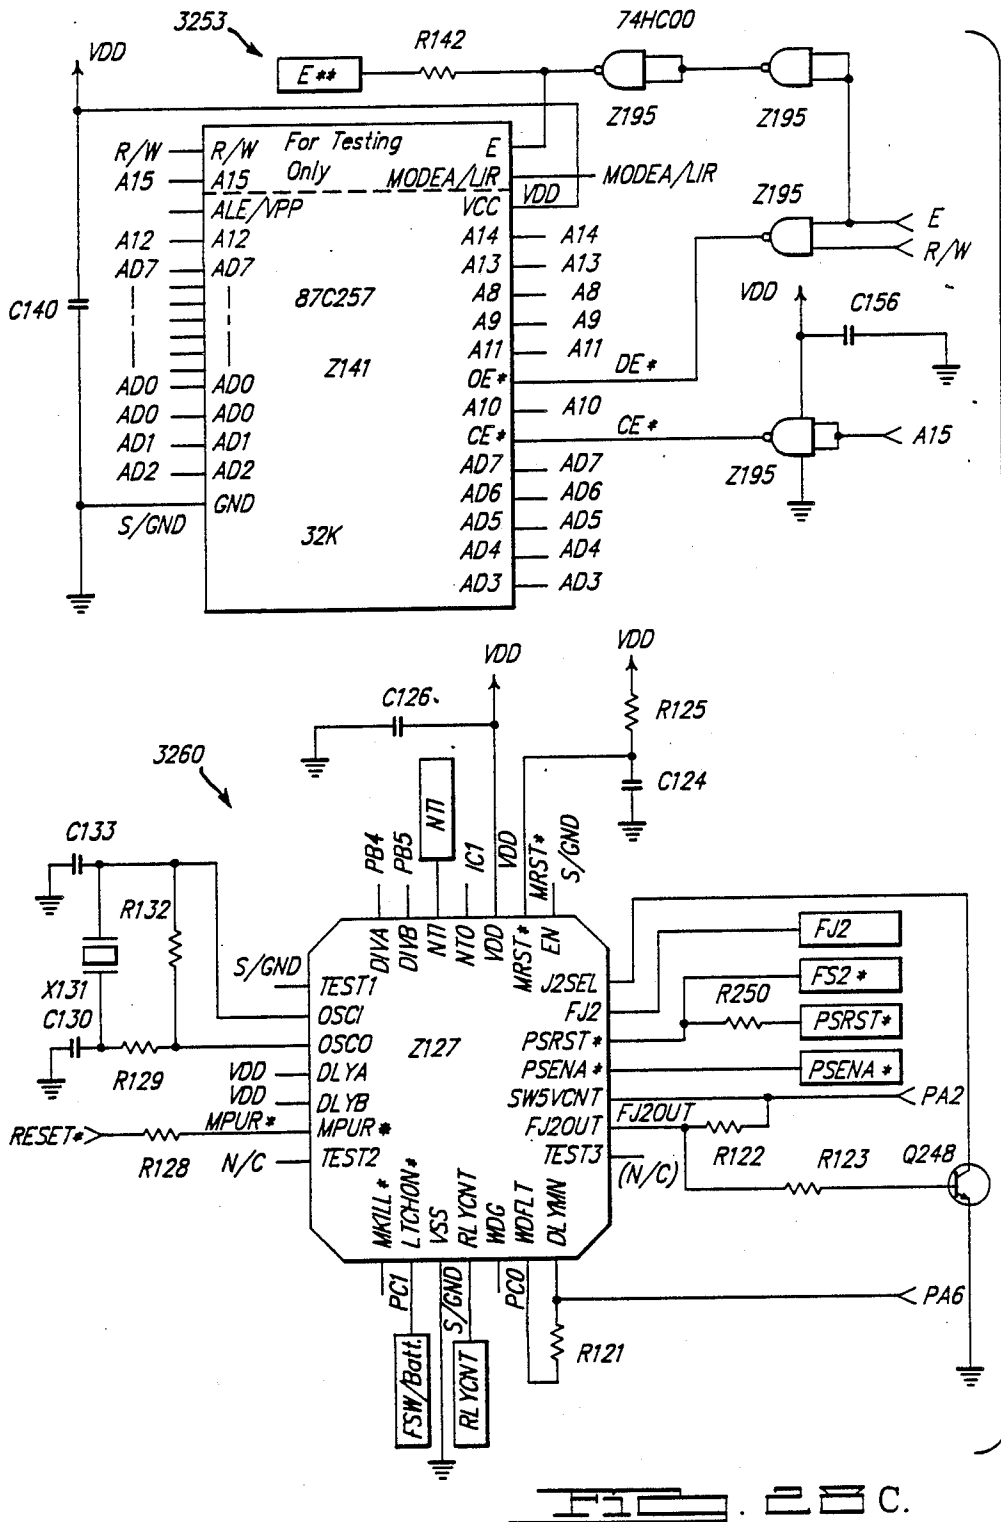 3253
74HC00
VDD
R142
E**
Z195
Z195
R/W
R/W
For Testing
E
A15
A15
Only
MODEA/LIR
MODEA/LIR
ALE/VPP
VCC
VDD
Z195
E
A12
A12
A14
A14
R/W
AD7
AD7
A13
A13
C140
87C257
A8
A8
VDD
C156
A9
A9
Z141
A11
A11
AD0
AD0
OE*
DE*
AD0
AD0
A10
A10
AD1
AD1
CE*
CE*
A15
AD2
AD2
AD7
AD7
Z195
GND
AD6
AD6
S/GND
32K
AD5
AD5
AD4
AD4
AD3
AD3
VDD
VDD
C126
R125
3260
C124
C133
NTI
PB4
PB5
IC1
VDD
MRST*
S/GND
R132
DIVA
DIVB
NTI
NTO
VDD
MRST*
EN
FJ2
S/GND
TEST1
J2SEL
FS2*
X131
OSCI
FJ2
R250
C130
PSRST*
PSRST*
OSCO
Z127
PSENA*
PSENA*
R129
VDD
DLYA
SW5VCNT
PA2
VDD
DLYB
FJ2OUT
FJ2OUT
RESET*
MPUR*
MPUR*
R122
R128
N/C
TEST2
TEST3
(N/C)
R123
Q248
MKILL*
LTCHON*
VSS
RLYCNT
WDG
WDFLT
DLYMN
PC1
S/GND
PC0
PA6
R121
FSW/Batt.
RLYCNT
C.